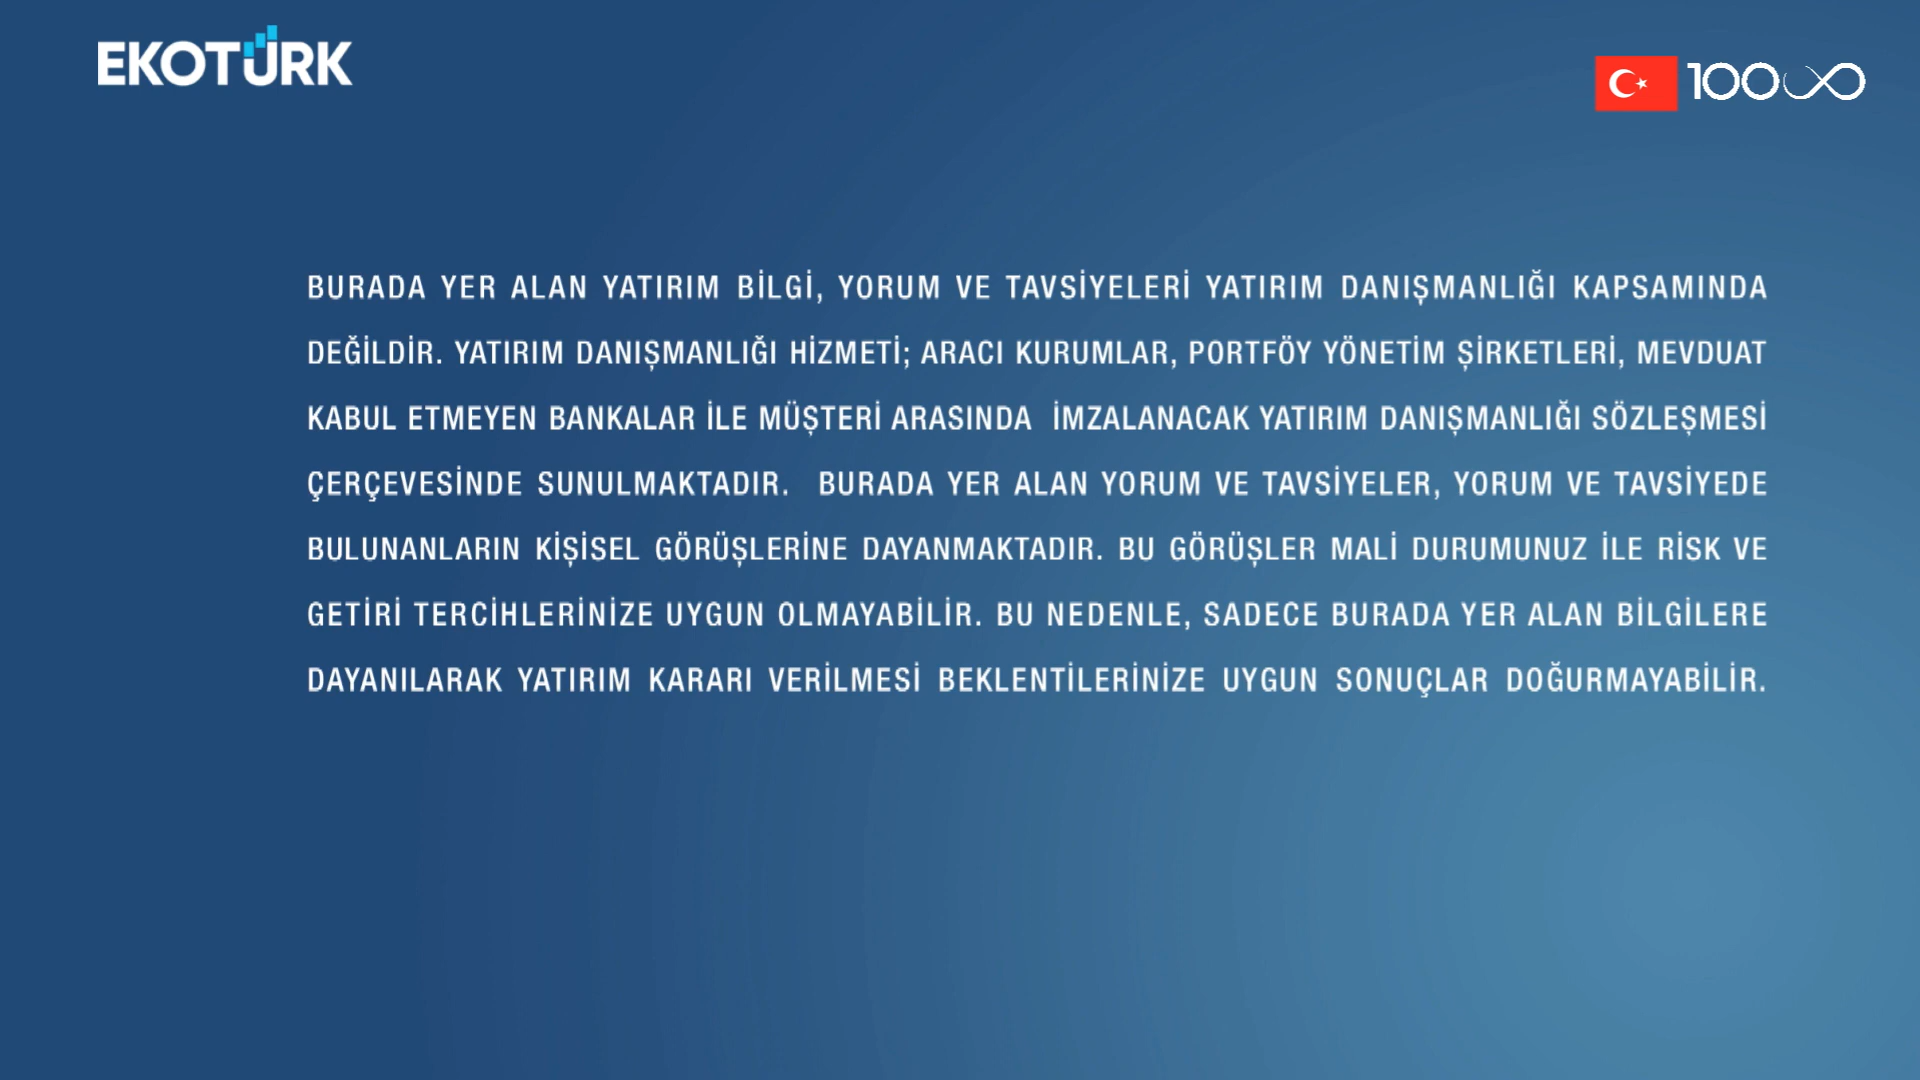 EKOTÜRK
100
BURADA YER ALAN YATIRIM BİLGİ, YORUM VE TAVSİYELERİ YATIRIM DANIŞMANLIĞI KAPSAMINDA
DEĞİLDİR. YATIRIM DANIŞMANLIĞI HİZMETİ; ARACI KURUMLAR, PORTFÖY YÖNETİM ŞİRKETLERİ, MEVDUAT
KABUL ETMEYEN BANKALAR İLE MÜŞTERİ ARASINDA İMZALANACAK YATIRIM DANIŞMANLIĞI SÖZLEŞMESİ
ÇERÇEVESİNDE SUNULMAKTADIR. BURADA YER ALAN YORUM VE TAVSİYELER, YORUM VE TAVSİYEDE
BULUNANLARIN KİŞİSEL GÖRÜŞLERİNE DAYANMAKTADIR. BU GÖRÜŞLER MALİ DURUMUNUZ İLE RİSK VE
GETİRİ TERCİHLERİNİZE UYGUN OLMAYABİLİR. BU NEDENLE, SADECE BURADA YER ALAN BİLGİLERE
DAYANILARAK YATIRIM KARARI VERİLMESİ BEKLENTİLERİNİZE UYGUN SONUÇLAR DOĞURMAYABİLİR.